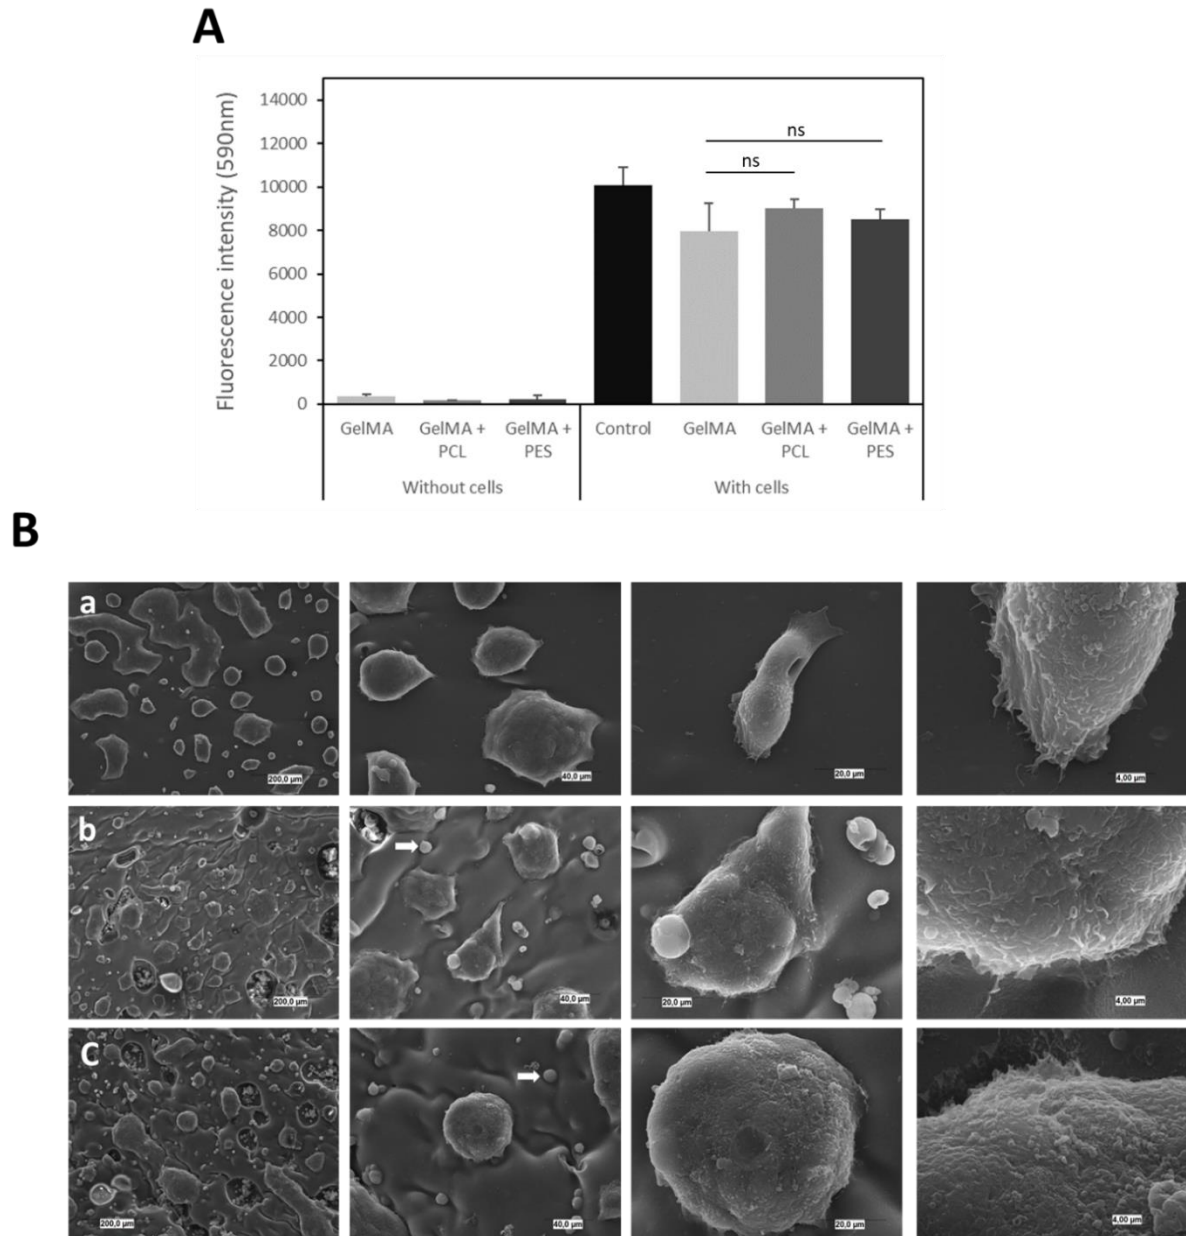 A
Fluorescence intensity (590nm)
14000
12000
10000
8000
6000
4000
2000
0
ns
ns
GelMA
GelMA + PCL
GelMA + PES
Control
GelMA
GelMA + PCL
GelMA + PES
Without cells
With cells
B
a
200,0 µm
40,0 µm
20,0 µm
4,00 µm
b
200,0 µm
40,0 µm
20,0 µm
4,00 µm
c
200,0 µm
40,0 µm
20,0 µm
4,00 µm